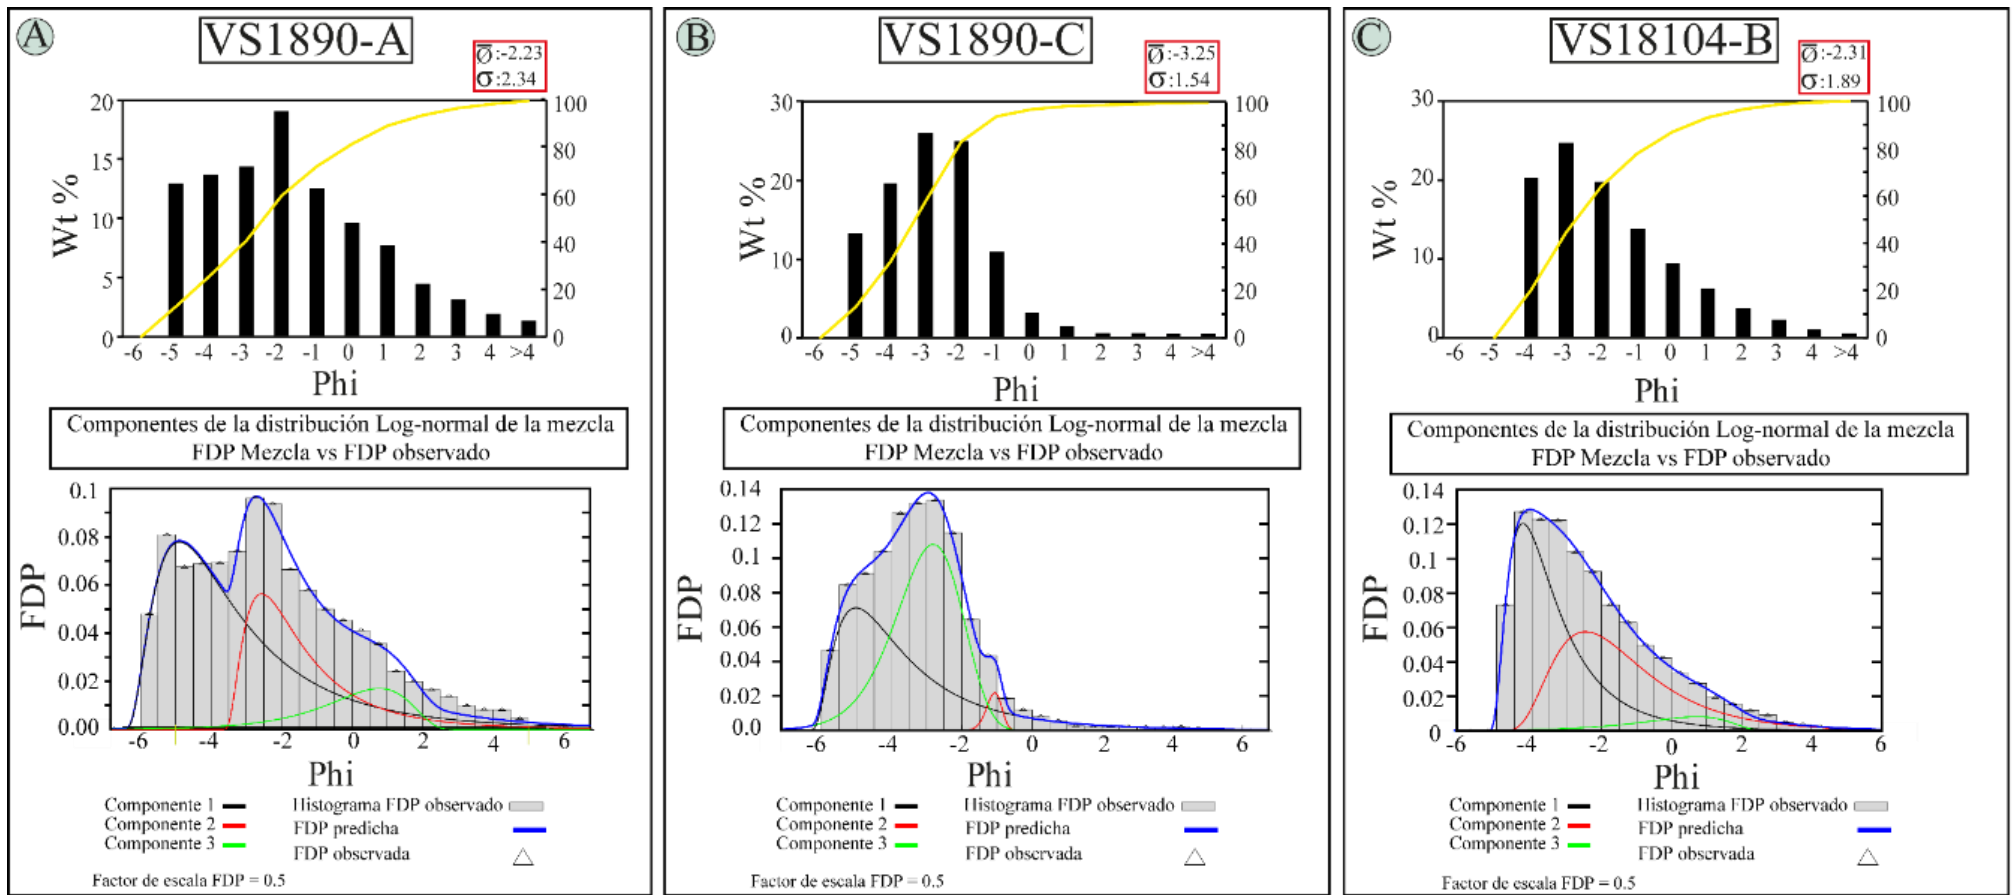 A
VS1890-A
Ø:-2.23
σ:2.34
20
15
10
5
0
Wt %
100
80
60
40
20
0
-6 -5 -4 -3 -2 -1 0 1 2 3 4 >4
Phi
Componentes de la distribución Log-normal de la mezcla
FDP Mezcla vs FDP observado
0.1
0.08
0.06
0.04
0.02
0.00
FDP
-6 -4 -2 0 2 4 6
Phi
Componente 1
Componente 2
Componente 3
Histograma FDP observado
FDP predicha
FDP observada
Factor de escala FDP = 0.5
B
VS1890-C
Ø:-3.25
σ:1.54
30
20
10
0
Wt %
100
80
60
40
20
0
-6 -5 -4 -3 -2 -1 0 1 2 3 4 >4
Phi
Componentes de la distribución Log-normal de la mezcla
FDP Mezcla vs FDP observado
0.14
0.12
0.1
0.08
0.06
0.04
0.02
0.0
FDP
-6 -4 -2 0 2 4 6
Phi
Componente 1
Componente 2
Componente 3
Histograma FDP observado
FDP predicha
FDP observada
Factor de escala FDP = 0.5
C
VS18104-B
Ø:-2.31
σ:1.89
30
20
10
0
Wt %
100
80
60
40
20
0
-6 -5 -4 -3 -2 -1 0 1 2 3 4 >4
Phi
Componentes de la distribución Log-normal de la mezcla
FDP Mezcla vs FDP observado
0.14
0.12
0.1
0.08
0.06
0.04
0.02
0
FDP
-6 -4 -2 0 2 4 6
Phi
Componente 1
Componente 2
Componente 3
Histograma FDP observado
FDP predicha
FDP observada
Factor de escala FDP = 0.5